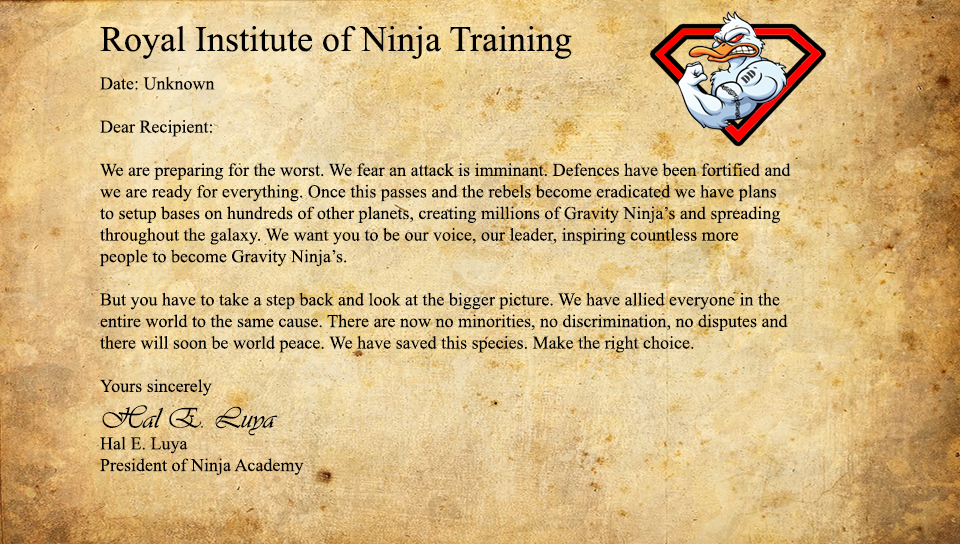 Royal Institute of Ninja Training
Date: Unknown
Dear Recipient:
We are preparing for the worst. We fear an attack is imminant. Defences have been fortified and
we are ready for everything. Once this passes and the rebels become eradicated we have plans
to setup bases on hundreds of other planets, creating millions of Gravity Ninja’s and spreading
throughout the galaxy. We want you to be our voice, our leader, inspiring countless more
people to become Gravity Ninja’s.
But you have to take a step back and look at the bigger picture. We have allied everyone in the
entire world to the same cause. There are now no minorities, no discrimination, no disputes and
there will soon be world peace. We have saved this species. Make the right choice.
Yours sincerely
Hal E. Luya
Hal E. Luya
President of Ninja Academy
DD